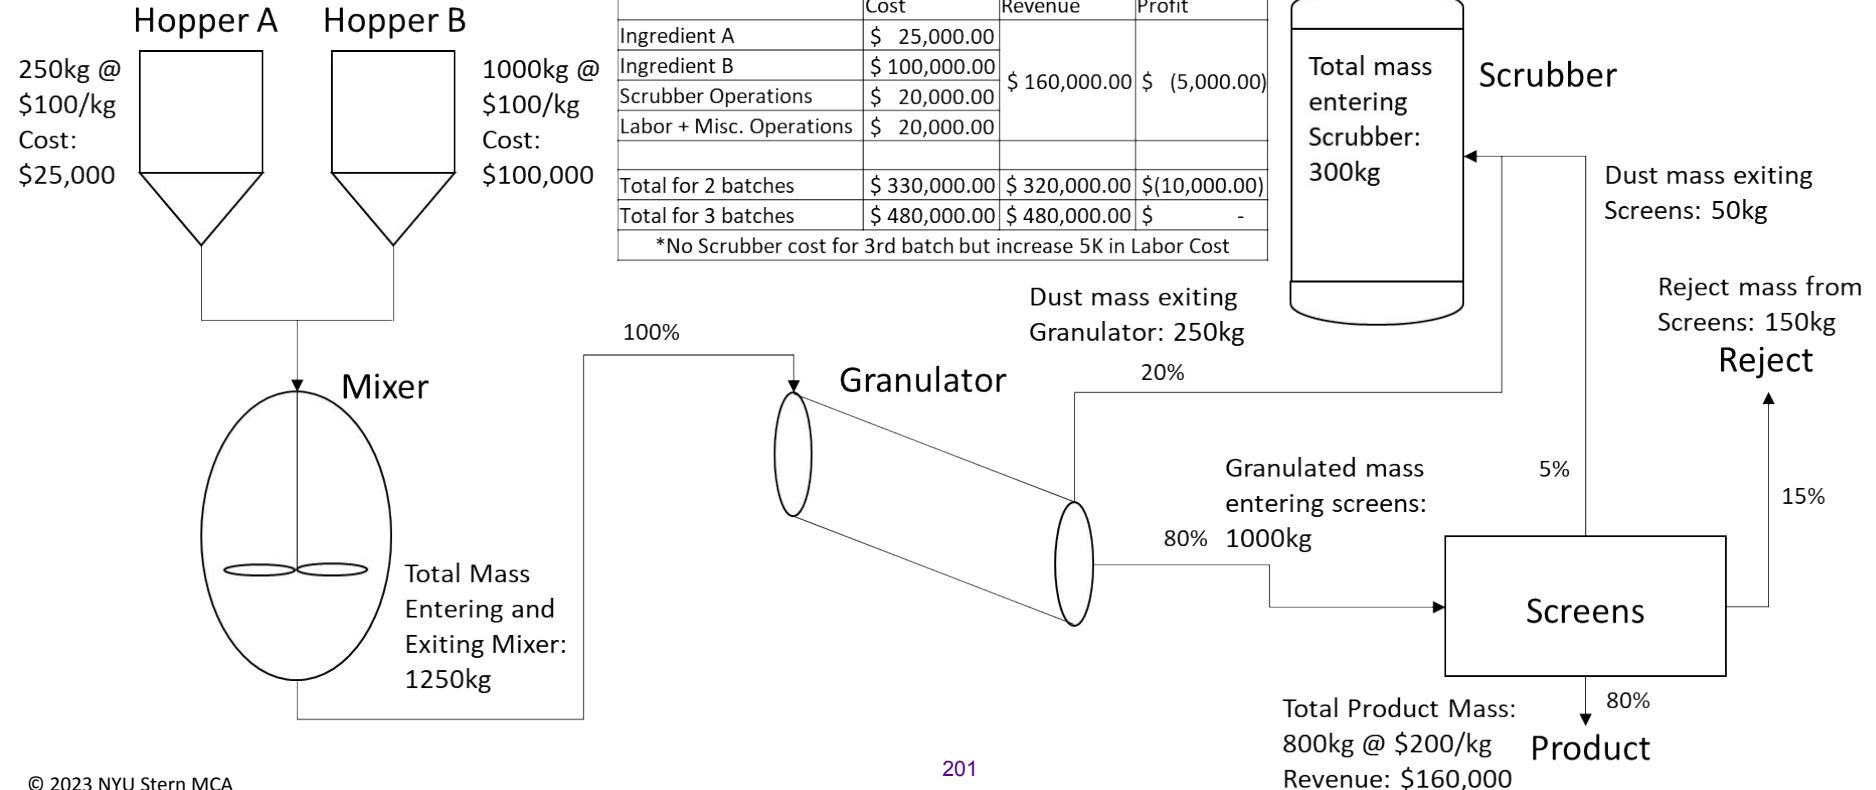 Hopper A
Hopper B
250kg @
$100/kg
Cost:
$25,000
1000kg @
$100/kg
Cost:
$100,000
Cost Revenue Profit
Ingredient A $ 25,000.00
Ingredient B $ 100,000.00
$ 160,000.00 $ (5,000.00)
Scrubber Operations $ 20,000.00
Labor + Misc. Operations $ 20,000.00
Total for 2 batches $ 330,000.00 $ 320,000.00 $(10,000.00)
Total for 3 batches $ 480,000.00 $ 480,000.00 $ -
*No Scrubber cost for 3rd batch but increase 5K in Labor Cost
Total mass
entering
Scrubber:
300kg
Scrubber
Dust mass exiting
Screens: 50kg
Reject mass from
Screens: 150kg
Reject
Dust mass exiting
Granulator: 250kg
100%
Mixer
Granulator
20%
Granulated mass
entering screens:
1000kg
80%
5%
15%
Total Mass
Entering and
Exiting Mixer:
1250kg
Screens
80%
Total Product Mass:
800kg @ $200/kg
Revenue: $160,000
Product
201
© 2023 NYU Stern MCA